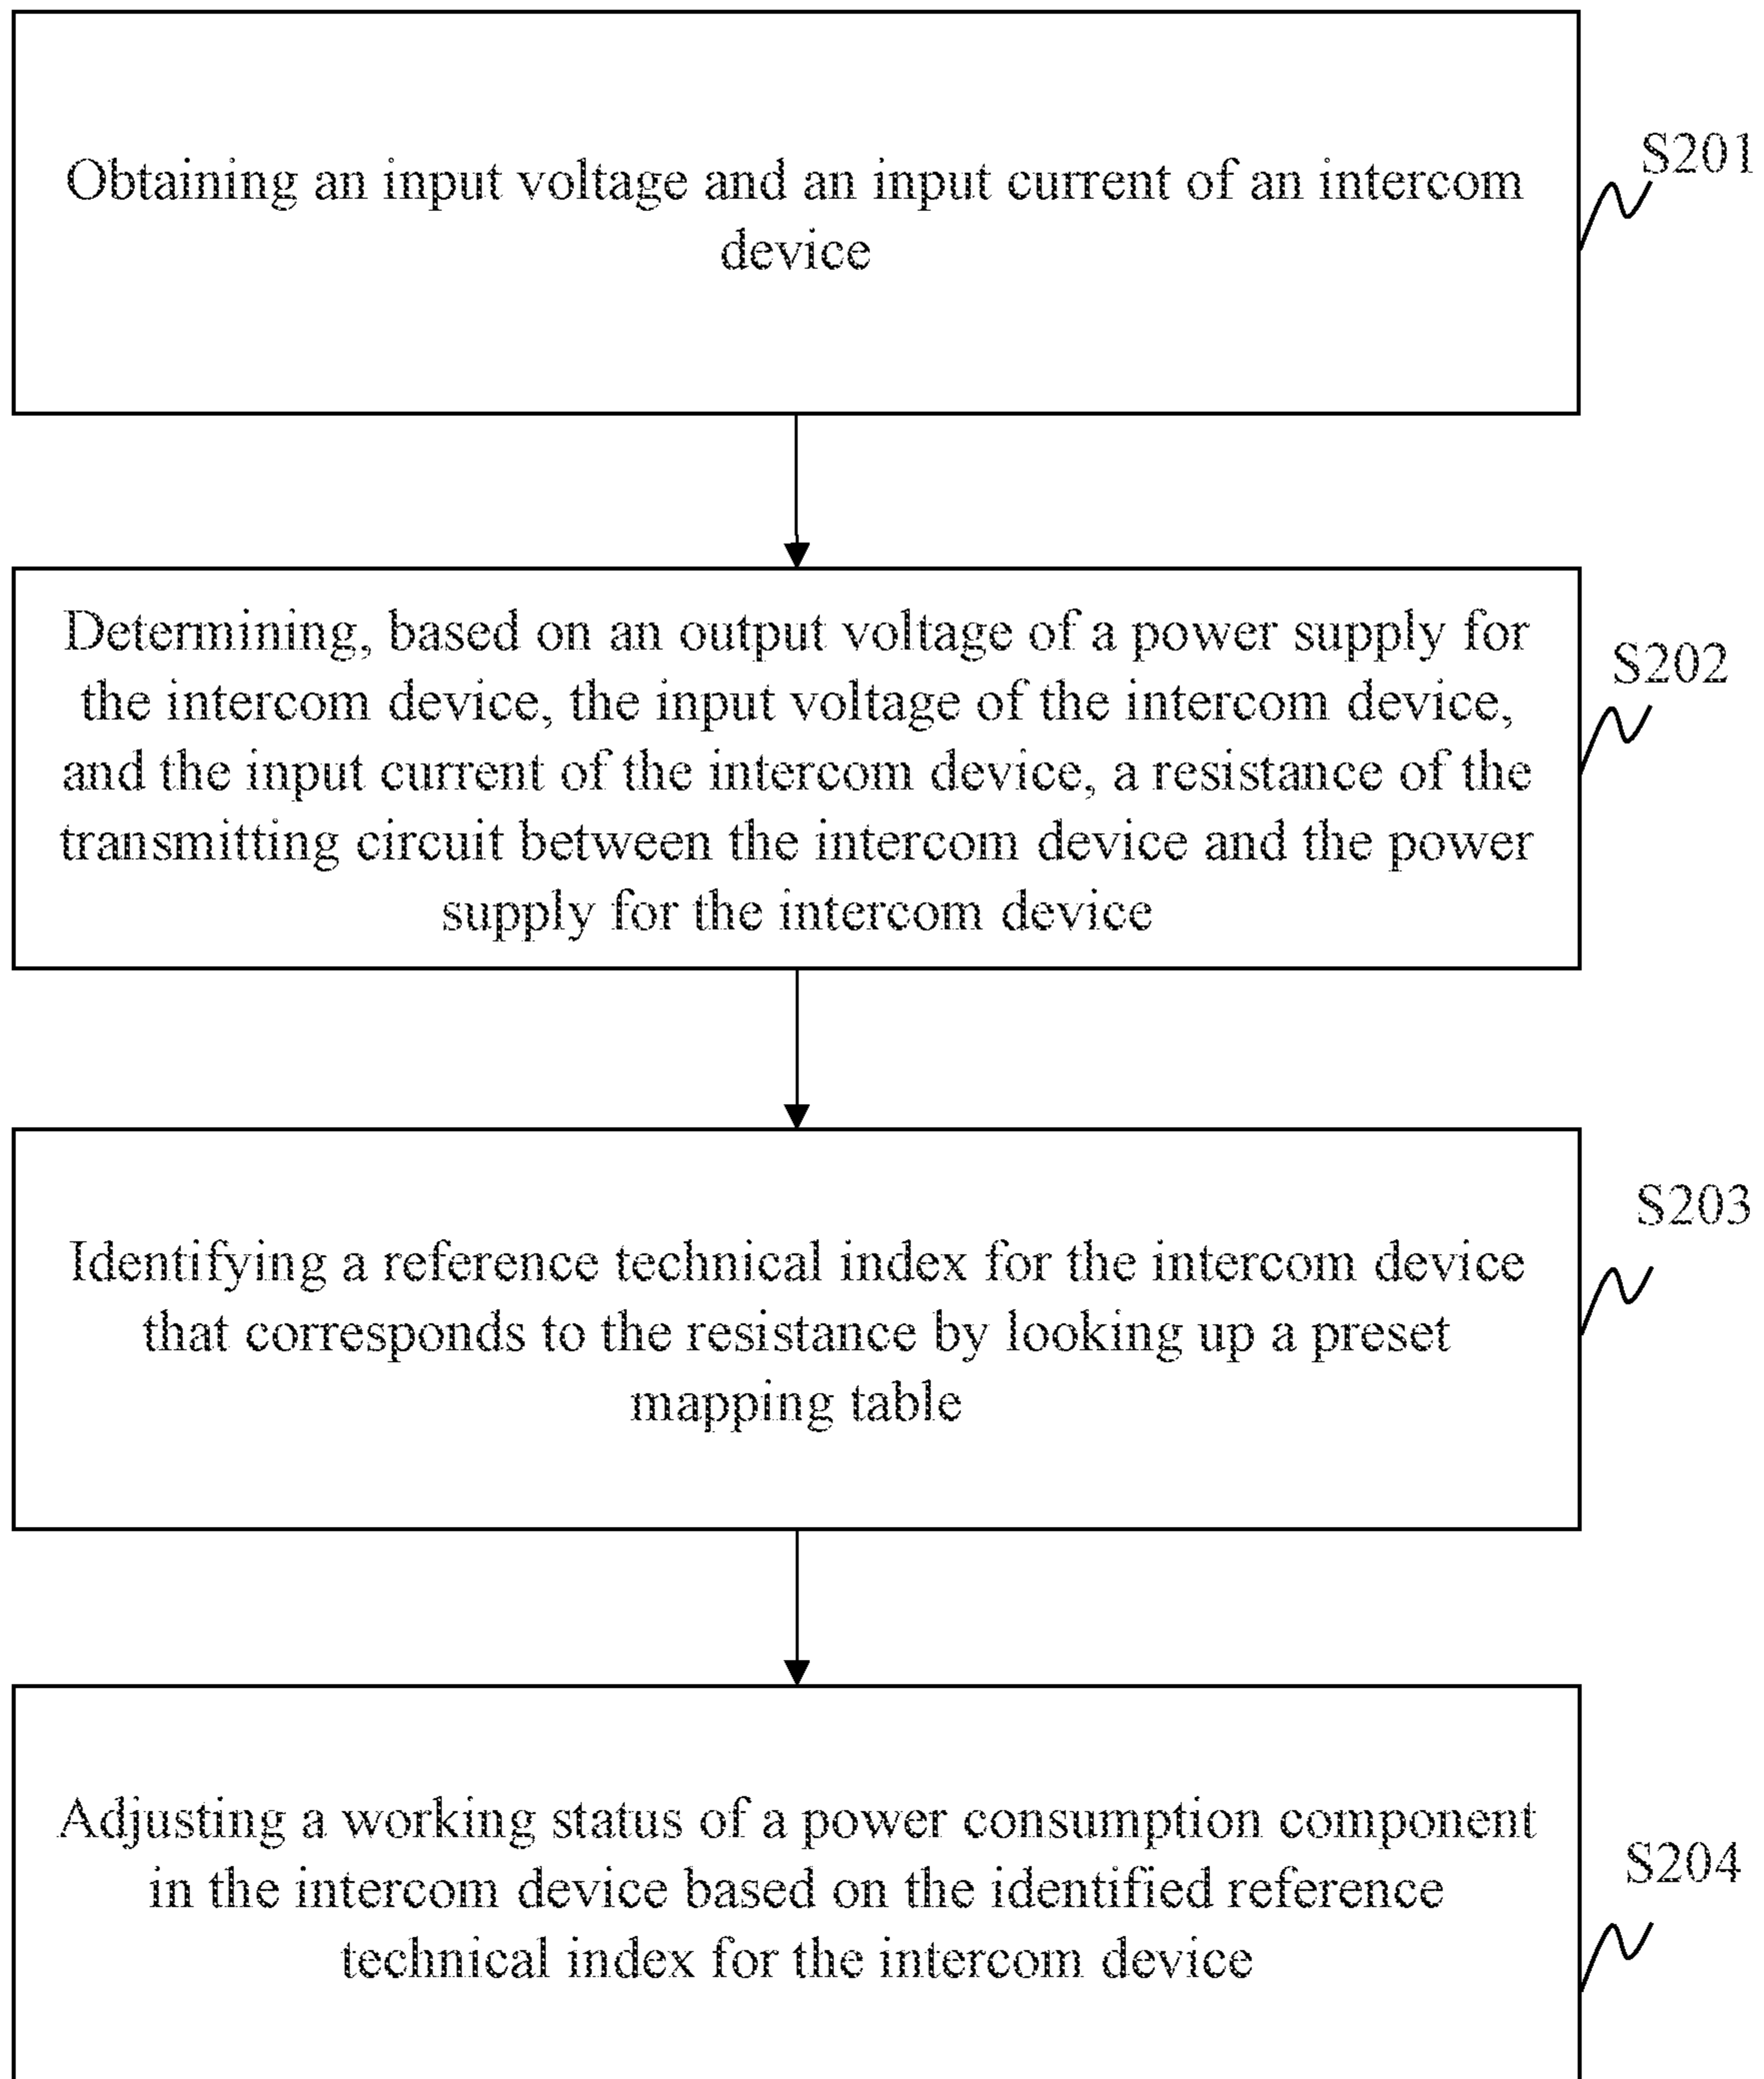 Obtaining an input voltage and an input current of an intercom
device
S201
Determining, based on an output voltage of a power supply for
the intercom device, the input voltage of the intercom device,
and the input current of the intercom device, a resistance of the
transmitting circuit between the intercom device and the power
supply for the intercom device
S202
Identifying a reference technical index for the intercom device
that corresponds to the resistance by looking up a preset
mapping table
S203
Adjusting a working status of a power consumption component
in the intercom device based on the identified reference
technical index for the intercom device
S204